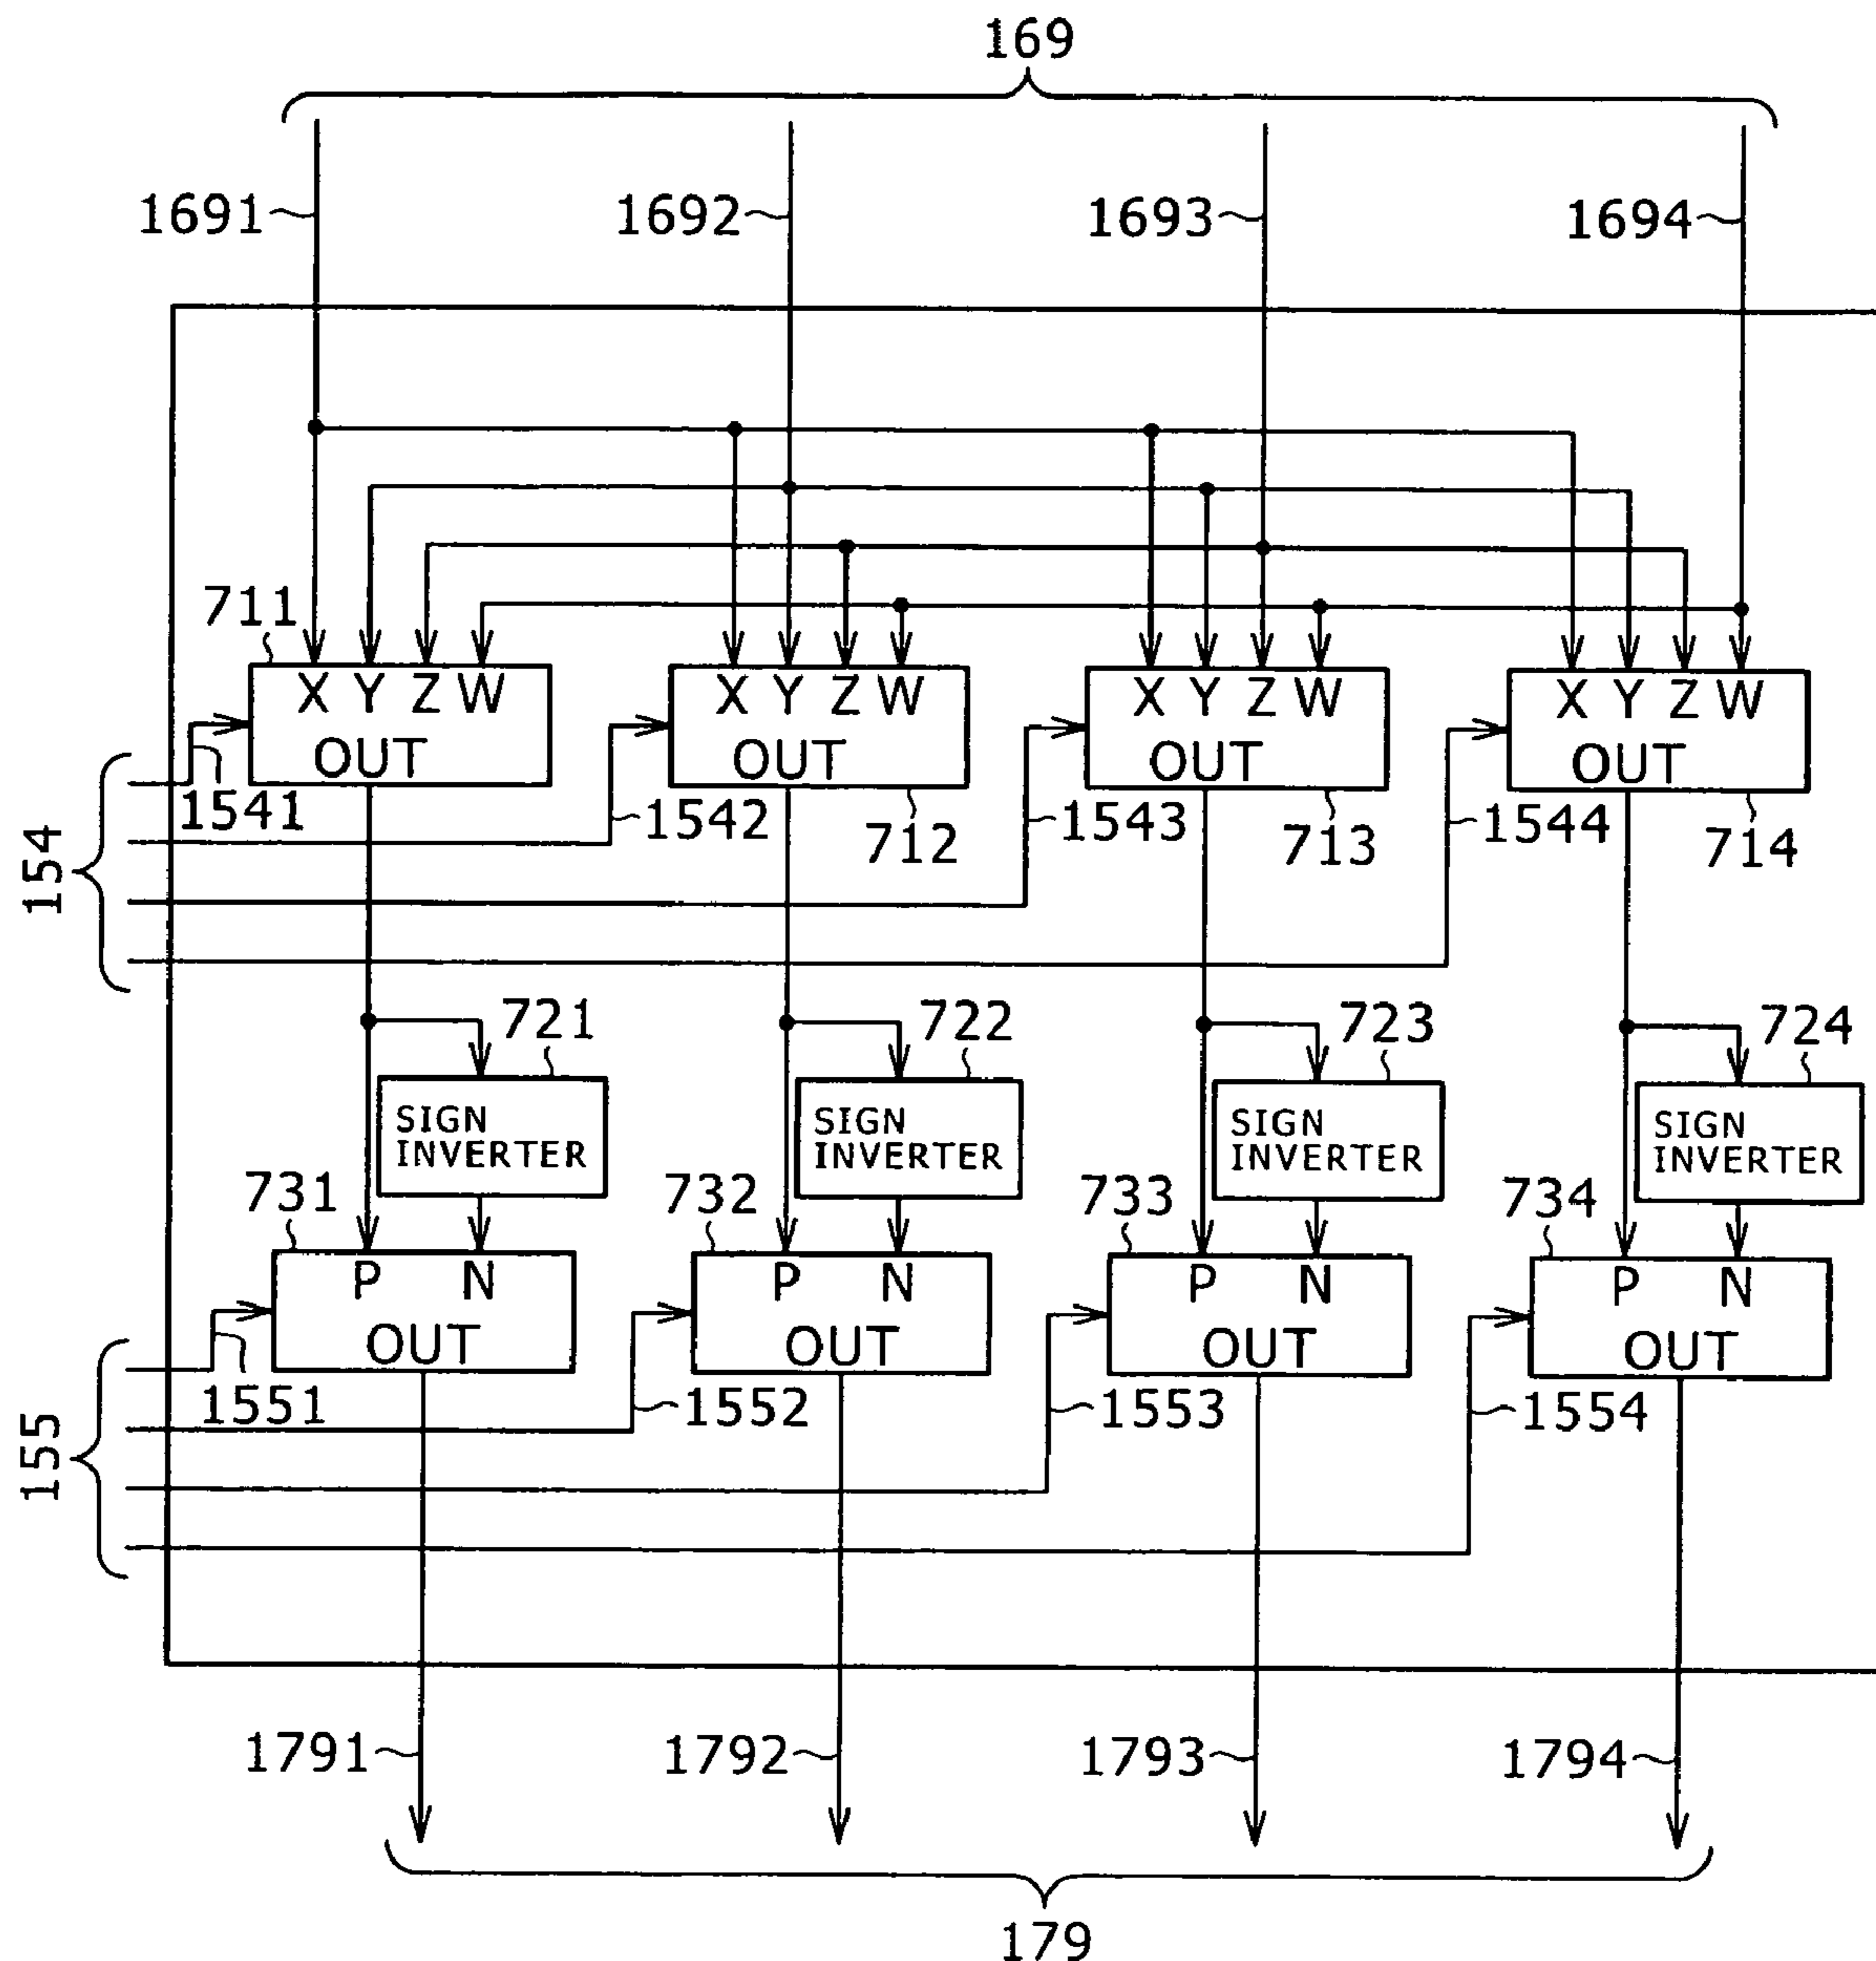 169
1691 1692 1693 1694
711
X Y Z W X Y Z W X Y Z W X Y Z W
OUT OUT OUT OUT
1541 1542 712 1543 713 1544 714
154
721 722 723 724
SIGN INVERTER
SIGN INVERTER
SIGN INVERTER
SIGN INVERTER
731 732 733 734
P N P N P N P N
OUT OUT OUT OUT
1551 1552 1553 1554
155
1791 1792 1793 1794
179